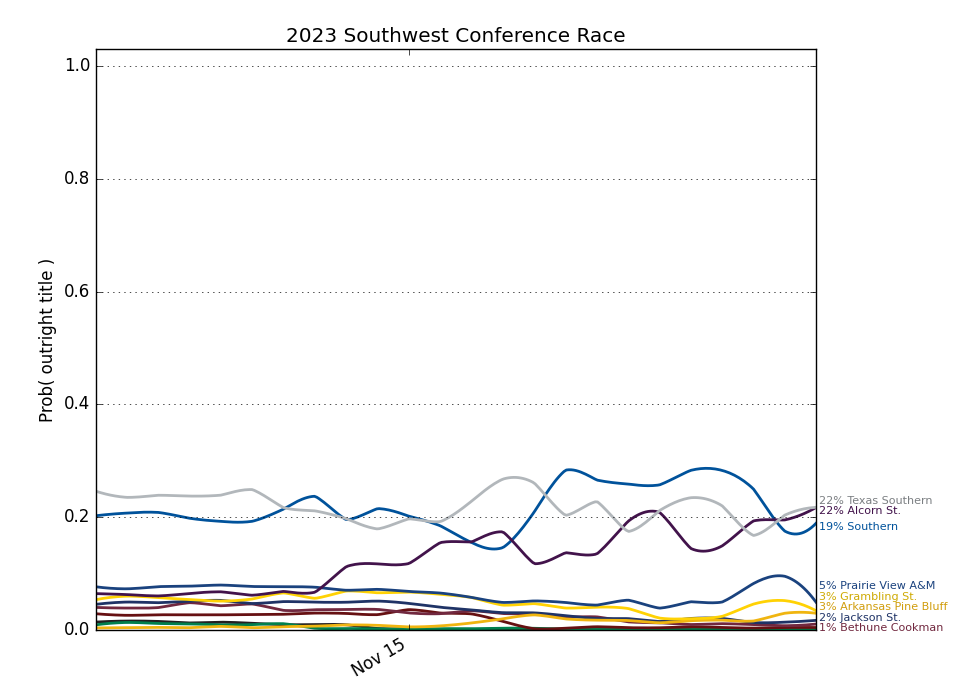 2023 Southwest Conference Race
1.0
0.8
0.6
0.4
0.2
0.0
Prob( outright title )
Nov 15
22% Texas Southern
22% Alcorn St.
19% Southern
5% Prairie View A&M
3% Grambling St.
3% Arkansas Pine Bluff
2% Jackson St.
1% Bethune Cookman